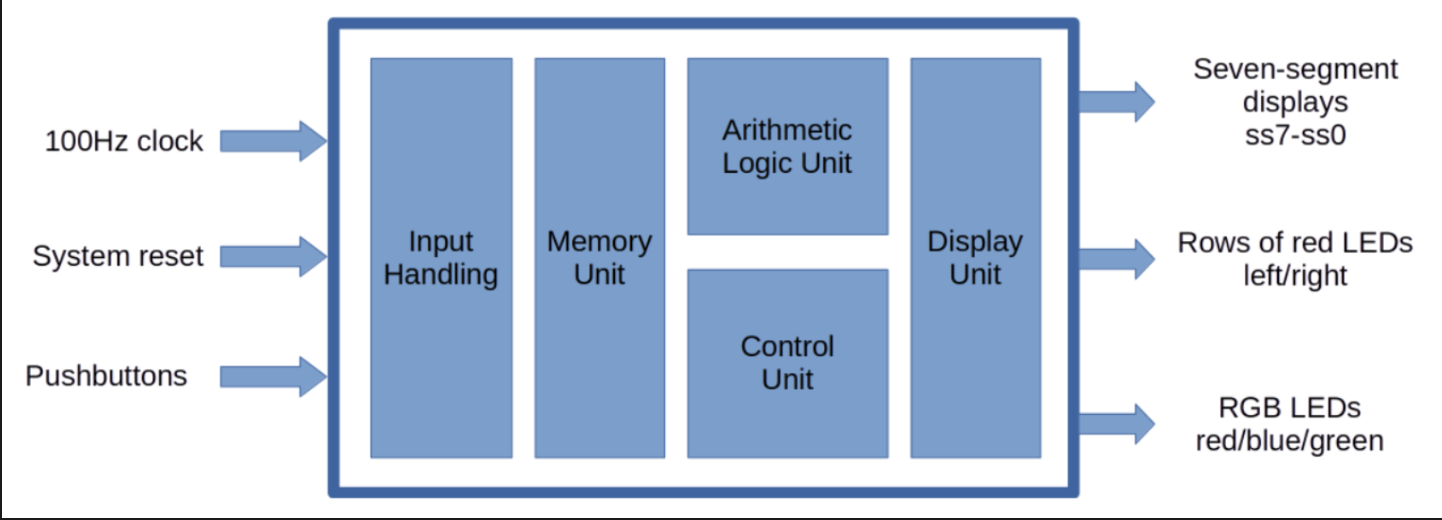 100Hz clock
System reset
Pushbuttons
Input
Handling
Memory
Unit
Arithmetic
Logic Unit
Control
Unit
Display
Unit
Seven-segment
displays
ss7-ss0
Rows of red LEDs
left/right
RGB LEDs
red/blue/green